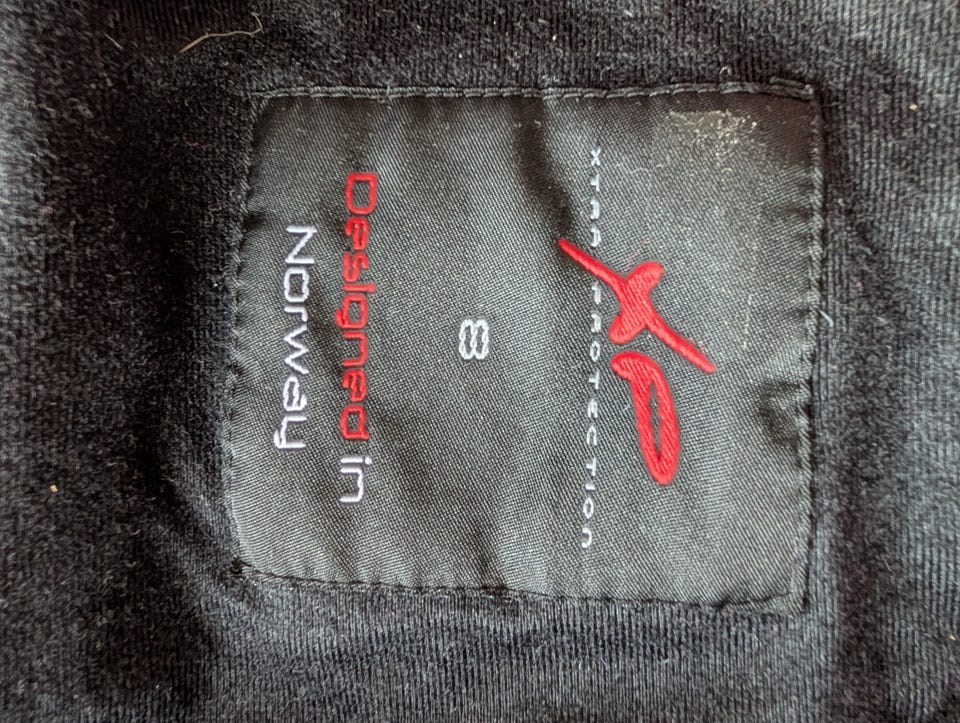 XP
XTRA PROTECTION
8
Designed in
Norway